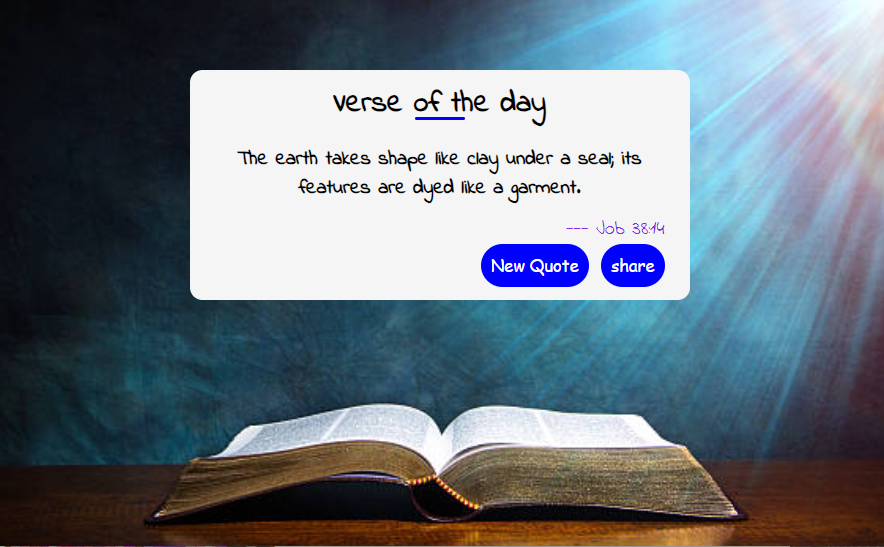 verse of the day
The earth takes shape like clay under a seal; its
features are dyed like a garment.
--- Job 38:14
New Quote
share